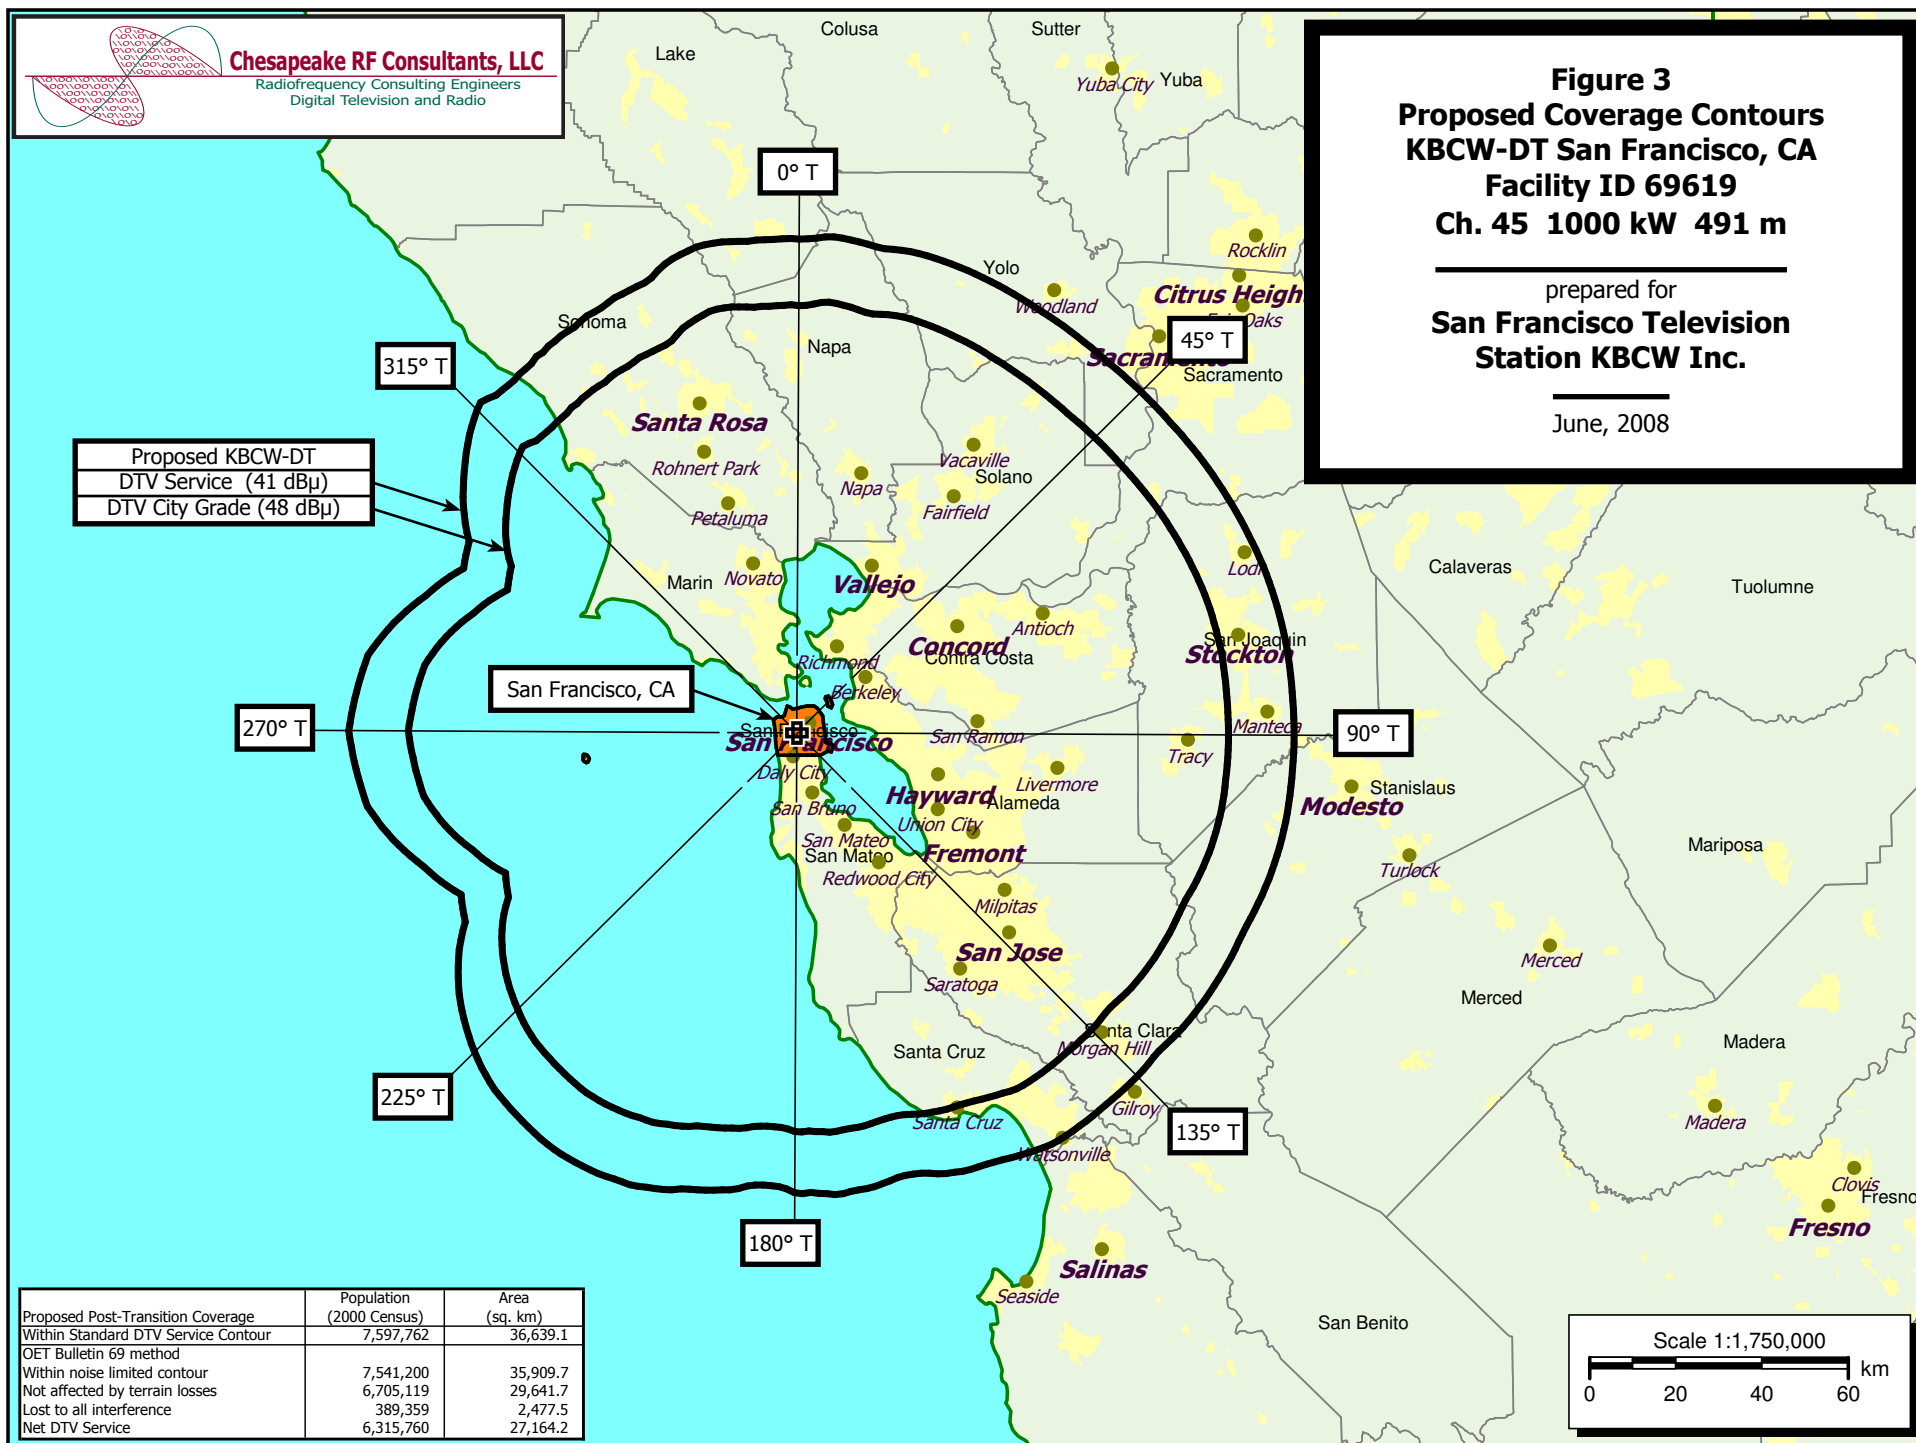 Chesapeake RF Consultants, LLC
Radiofrequency Consulting Engineers
Digital Television and Radio
Figure 3
Proposed Coverage Contours
KBCW-DT San Francisco, CA
Facility ID 69619
Ch. 45 1000 kW 491 m
prepared for
San Francisco Television
Station KBCW Inc.
June, 2008
Colusa
Sutter
Lake
Yuba City
Yuba
0° T
Rocklin
Yolo
Woodland
Citrus Heigh
Oaks
Sonoma
Napa
45° T
Sacramento
Sacramento
315° T
Santa Rosa
Rohnert Park
Vacaville
Solano
Napa
Fairfield
Petaluma
Proposed KBCW-DT
DTV Service (41 dBµ)
DTV City Grade (48 dBµ)
Lodi
Calaveras
Tuolumne
Marin
Novato
Vallejo
Antioch
Concord
Contra Costa
San Joaquin
Stockton
Richmond
Berkeley
San Francisco, CA
270° T
San Francisco
San Francisco
San Ramon
Manteca
90° T
Tracy
Daly City
Livermore
Hayward
Alameda
Stanislaus
Modesto
San Bruno
Union City
San Mateo
San Mateo
Fremont
Redwood City
Turlock
Mariposa
Milpitas
San Jose
Saratoga
Merced
Merced
Santa Clara
Morgan Hill
Santa Cruz
Madera
225° T
Gilroy
Santa Cruz
135° T
Madera
Watsonville
Clovis
Fresno
Fresno
180° T
Salinas
Seaside
San Benito
Proposed Post-Transition Coverage Population (2000 Census) Area (sq. km)
Within Standard DTV Service Contour 7,597,762 36,639.1
OET Bulletin 69 method
Within noise limited contour 7,541,200 35,909.7
Not affected by terrain losses 6,705,119 29,641.7
Lost to all interference 389,359 2,477.5
Net DTV Service 6,315,760 27,164.2
Scale 1:1,750,000
km
0 20 40 60